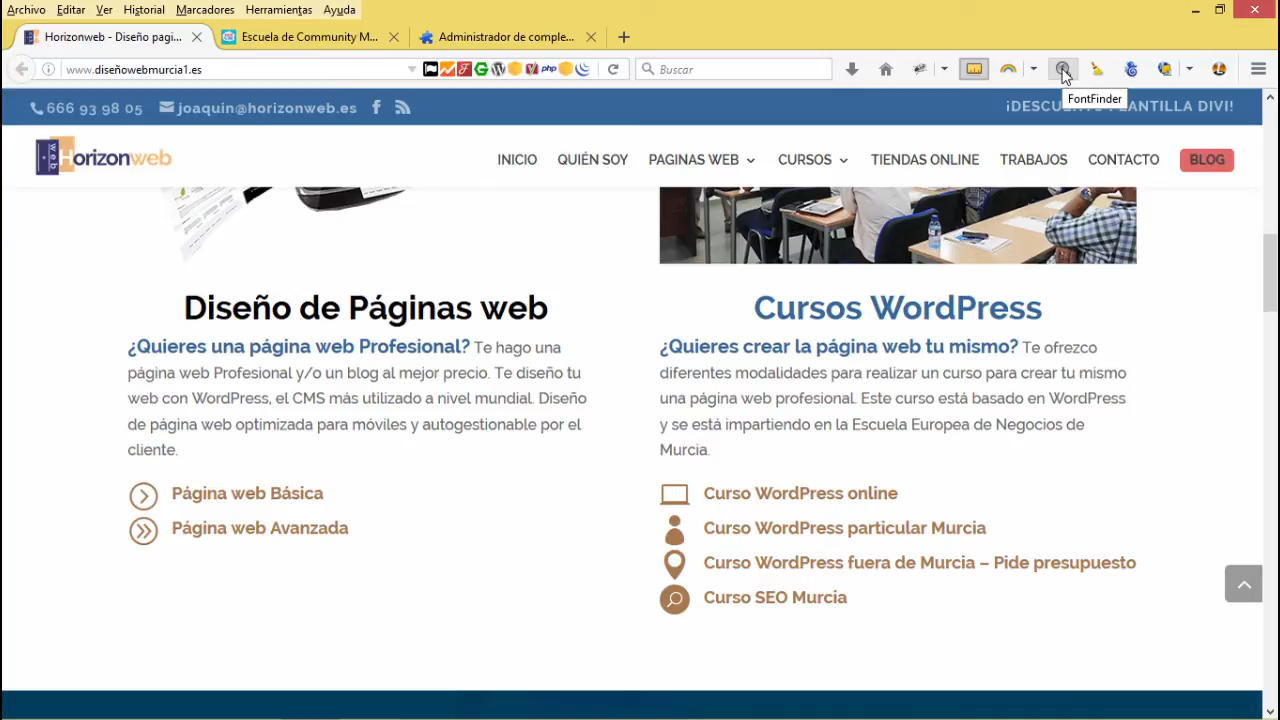 Archivo Editar Ver Historial Marcadores Herramientas Ayuda
Horizonweb - Diseño pagi... Escuela de Community M... Administrador de comple...
www.diseñowebmurcia1.es php Buscar
FontFinder
666 93 98 05 joaquin@horizonweb.es ¡DESCUENTO PLANTILLA DIVI!
web Horizonweb INICIO QUIÉN SOY PAGINAS WEB CURSOS TIENDAS ONLINE TRABAJOS CONTACTO BLOG
Diseño de Páginas web
¿Quieres una página web Profesional? Te hago una
página web Profesional y/o un blog al mejor precio. Te diseño tu
web con WordPress, el CMS más utilizado a nivel mundial. Diseño
de página web optimizada para móviles y autogestionable por el
cliente.
Página web Básica
Página web Avanzada
Cursos WordPress
¿Quieres crear la página web tu mismo? Te ofrezco
diferentes modalidades para realizar un curso para crear tu mismo
una página web profesional. Este curso está basado en WordPress
y se está impartiendo en la Escuela Europea de Negocios de
Murcia.
Curso WordPress online
Curso WordPress particular Murcia
Curso WordPress fuera de Murcia – Pide presupuesto
Curso SEO Murcia